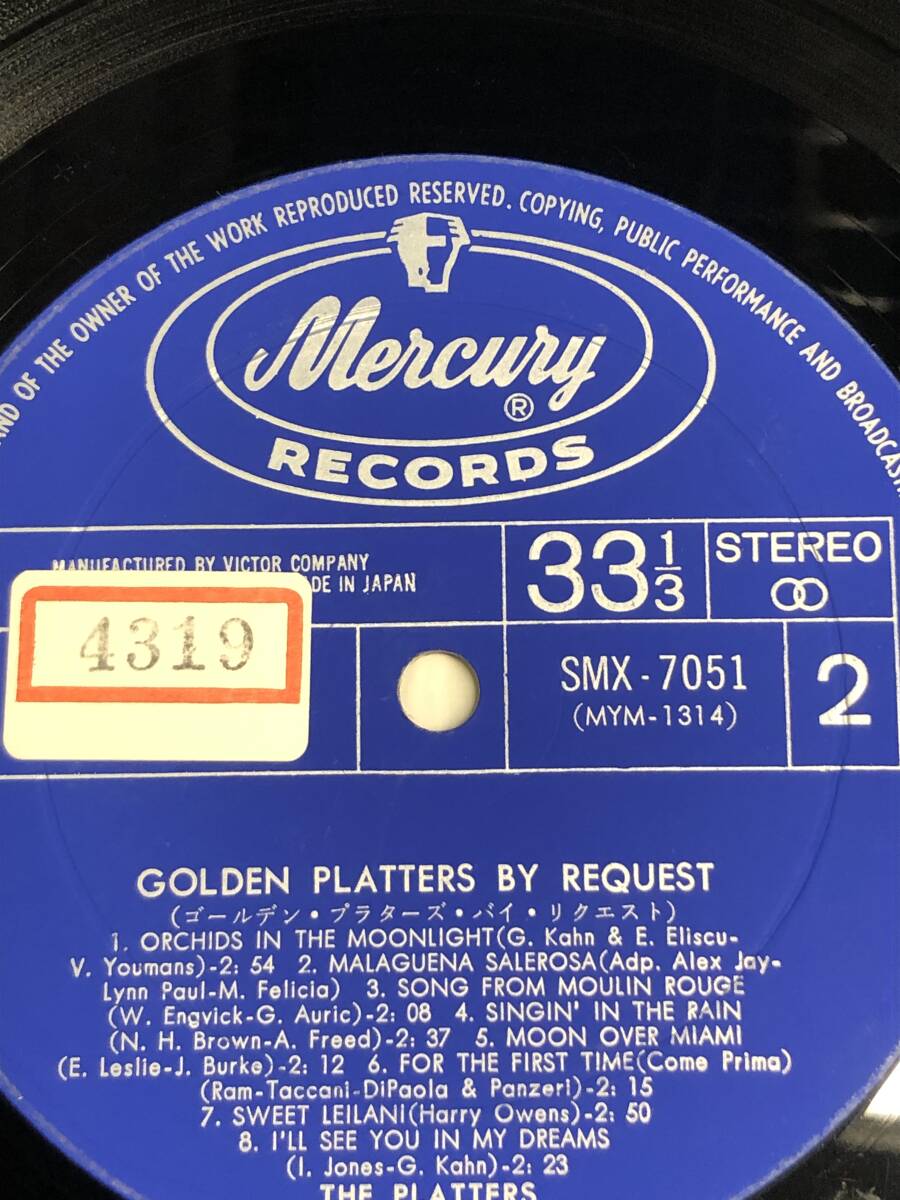 AND OF THE OWNER OF THE WORK REPRODUCED RESERVED. COPYING, PUBLIC PERFORMANCE AND
Mercury
®
RECORDS
MANUFACTURED BY VICTOR COMPANY
IN JAPAN
33 1/3
STEREO
4319
SMX-7051
(MYM-1314)
2
GOLDEN PLATTERS BY REQUEST
(ゴールデン・プラターズ・バイ・リクエスト)
1. ORCHIDS IN THE MOONLIGHT(G. Kahn & E. Eliscu-
V. Youmans)-2: 54 2. MALAGUENA SALEROSA(Adp. Alex Jay-
Lynn Paul-M. Felicia) 3. SONG FROM MOULIN ROUGE
(W. Engvick-G. Auric)-2: 08 4. SINGIN' IN THE RAIN
(N. H. Brown-A. Freed)-2: 37 5. MOON OVER MIAMI
(E. Leslie-J. Burke)-2: 12 6. FOR THE FIRST TIME(Come Prima)
(Ram-Taccani-DiPaola & Panzeri)-2: 15
7. SWEET LEILANI(Harry Owens)-2: 50
8. I'LL SEE YOU IN MY DREAMS
(I. Jones-G. Kahn)-2: 23
THE PLATTERS